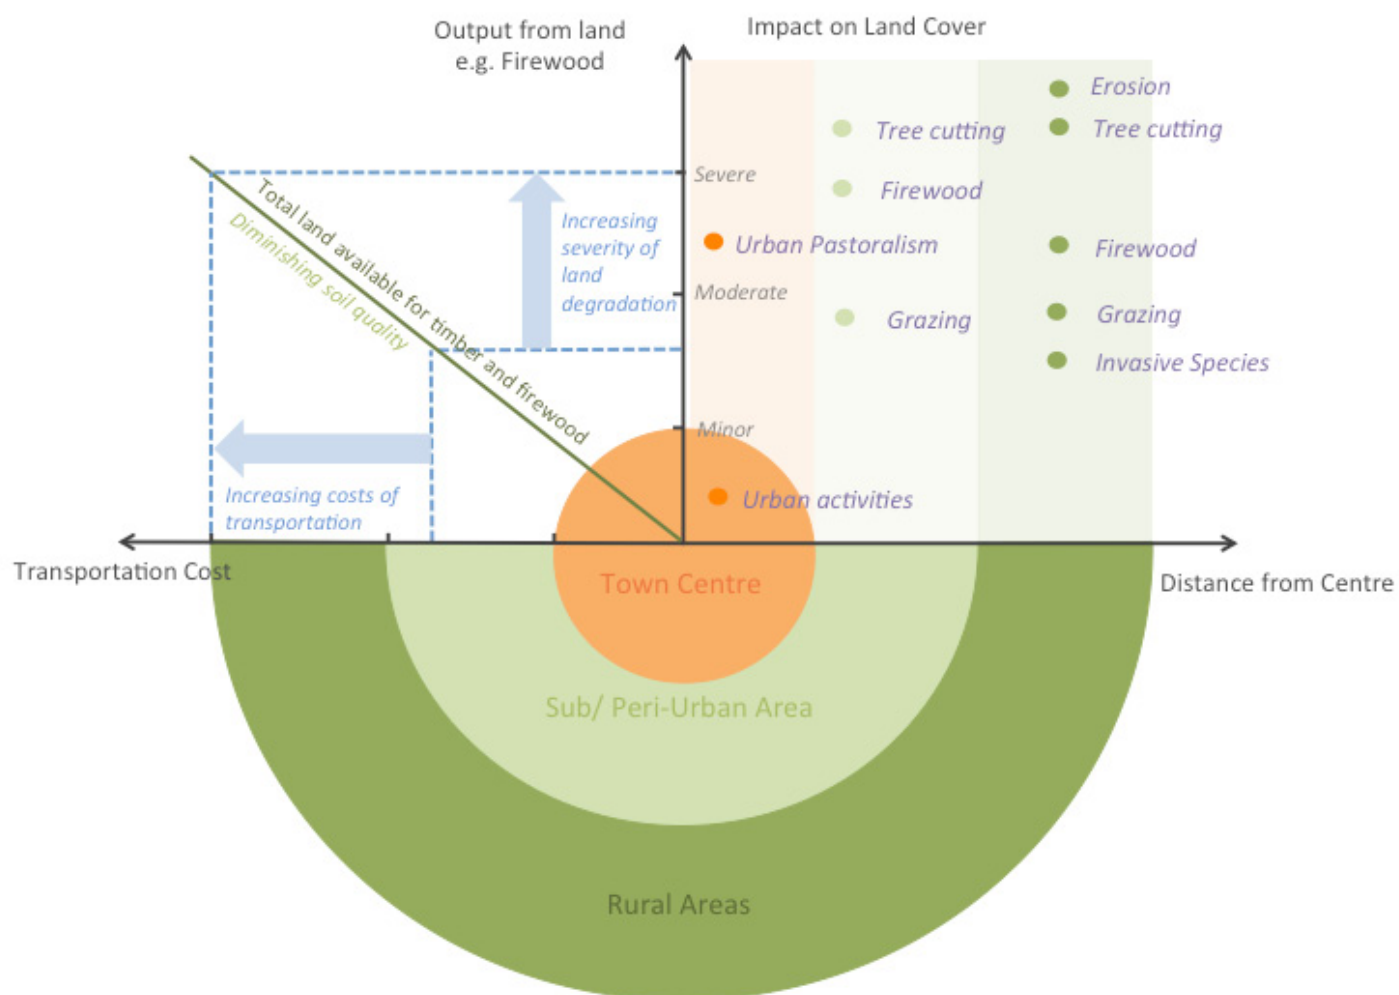 Output from land
e.g. Firewood
Impact on Land Cover
Erosion
Tree cutting
Tree cutting
Severe
Firewood
Total land available for timber and firewood
Diminishing soil quality
Increasing
severity of
land
degradation
Urban Pastoralism
Firewood
Moderate
Grazing
Grazing
Invasive Species
Minor
Increasing costs of
transportation
Urban activities
Transportation Cost
Distance from Centre
Town Centre
Sub/ Peri-Urban Area
Rural Areas